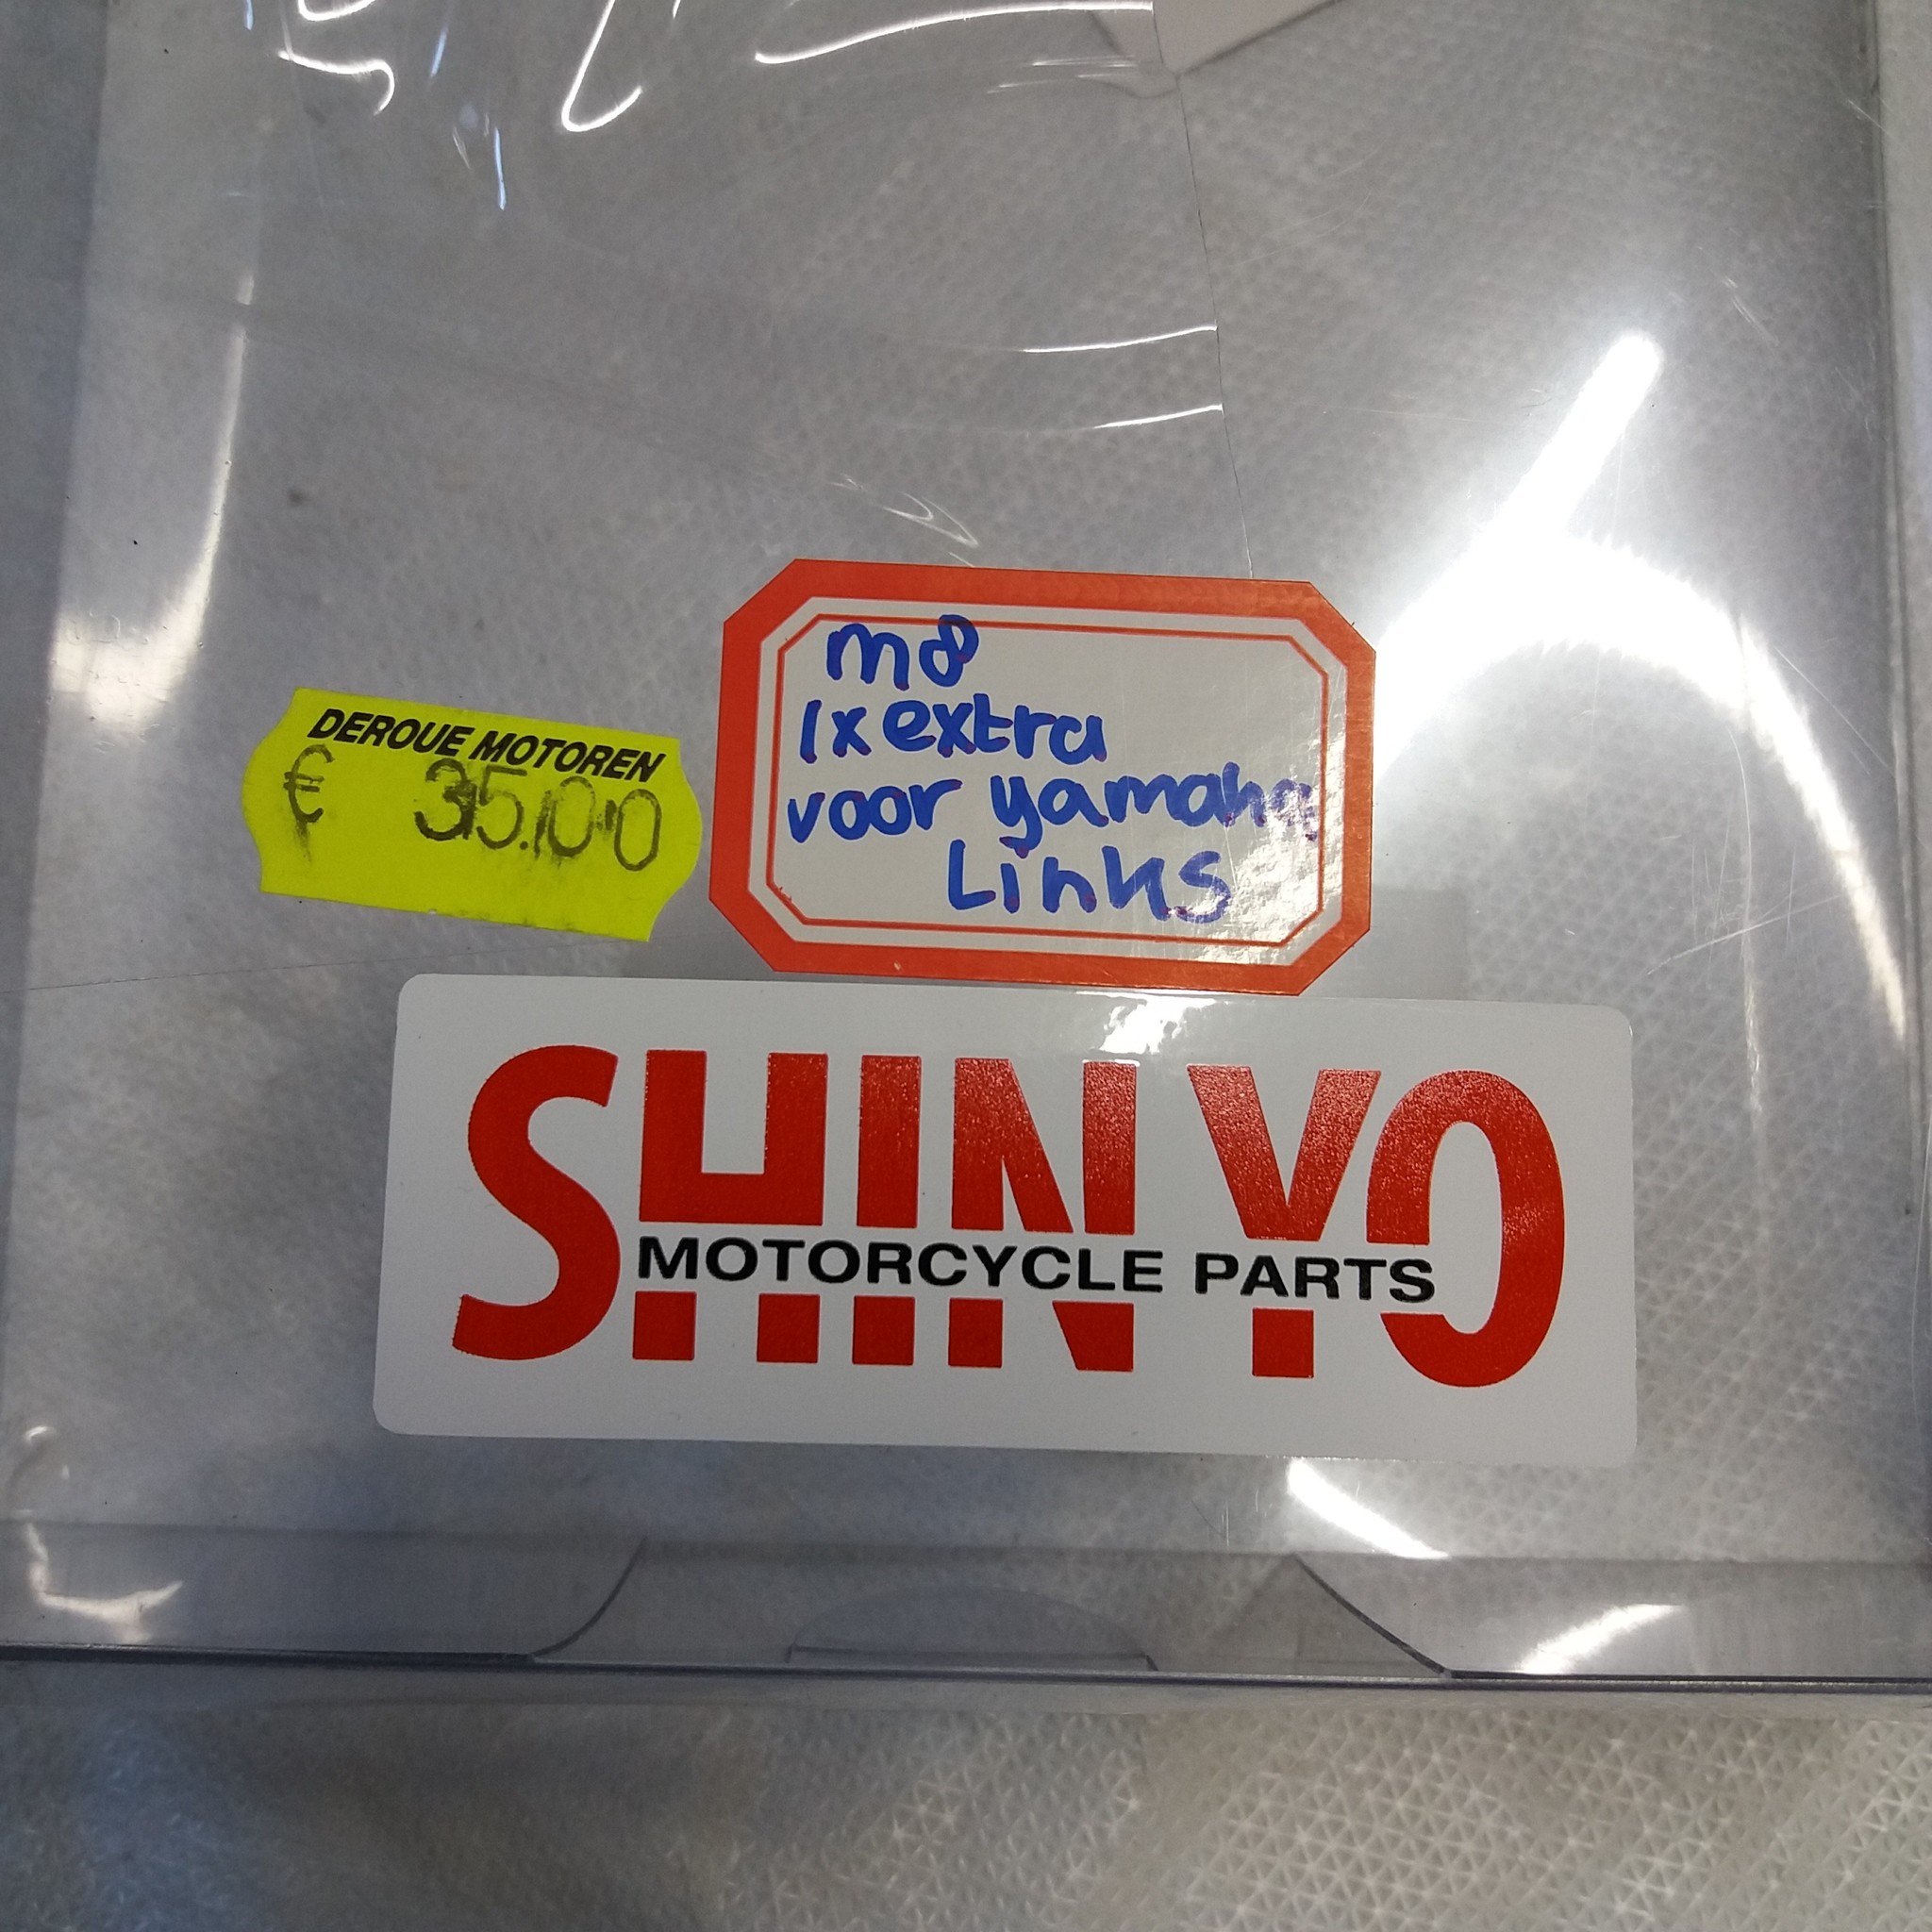 m8
1x extra
voor yamaha
Links
DEROUE MOTOREN
€ 35.00
SHIN YO
MOTORCYCLE PARTS